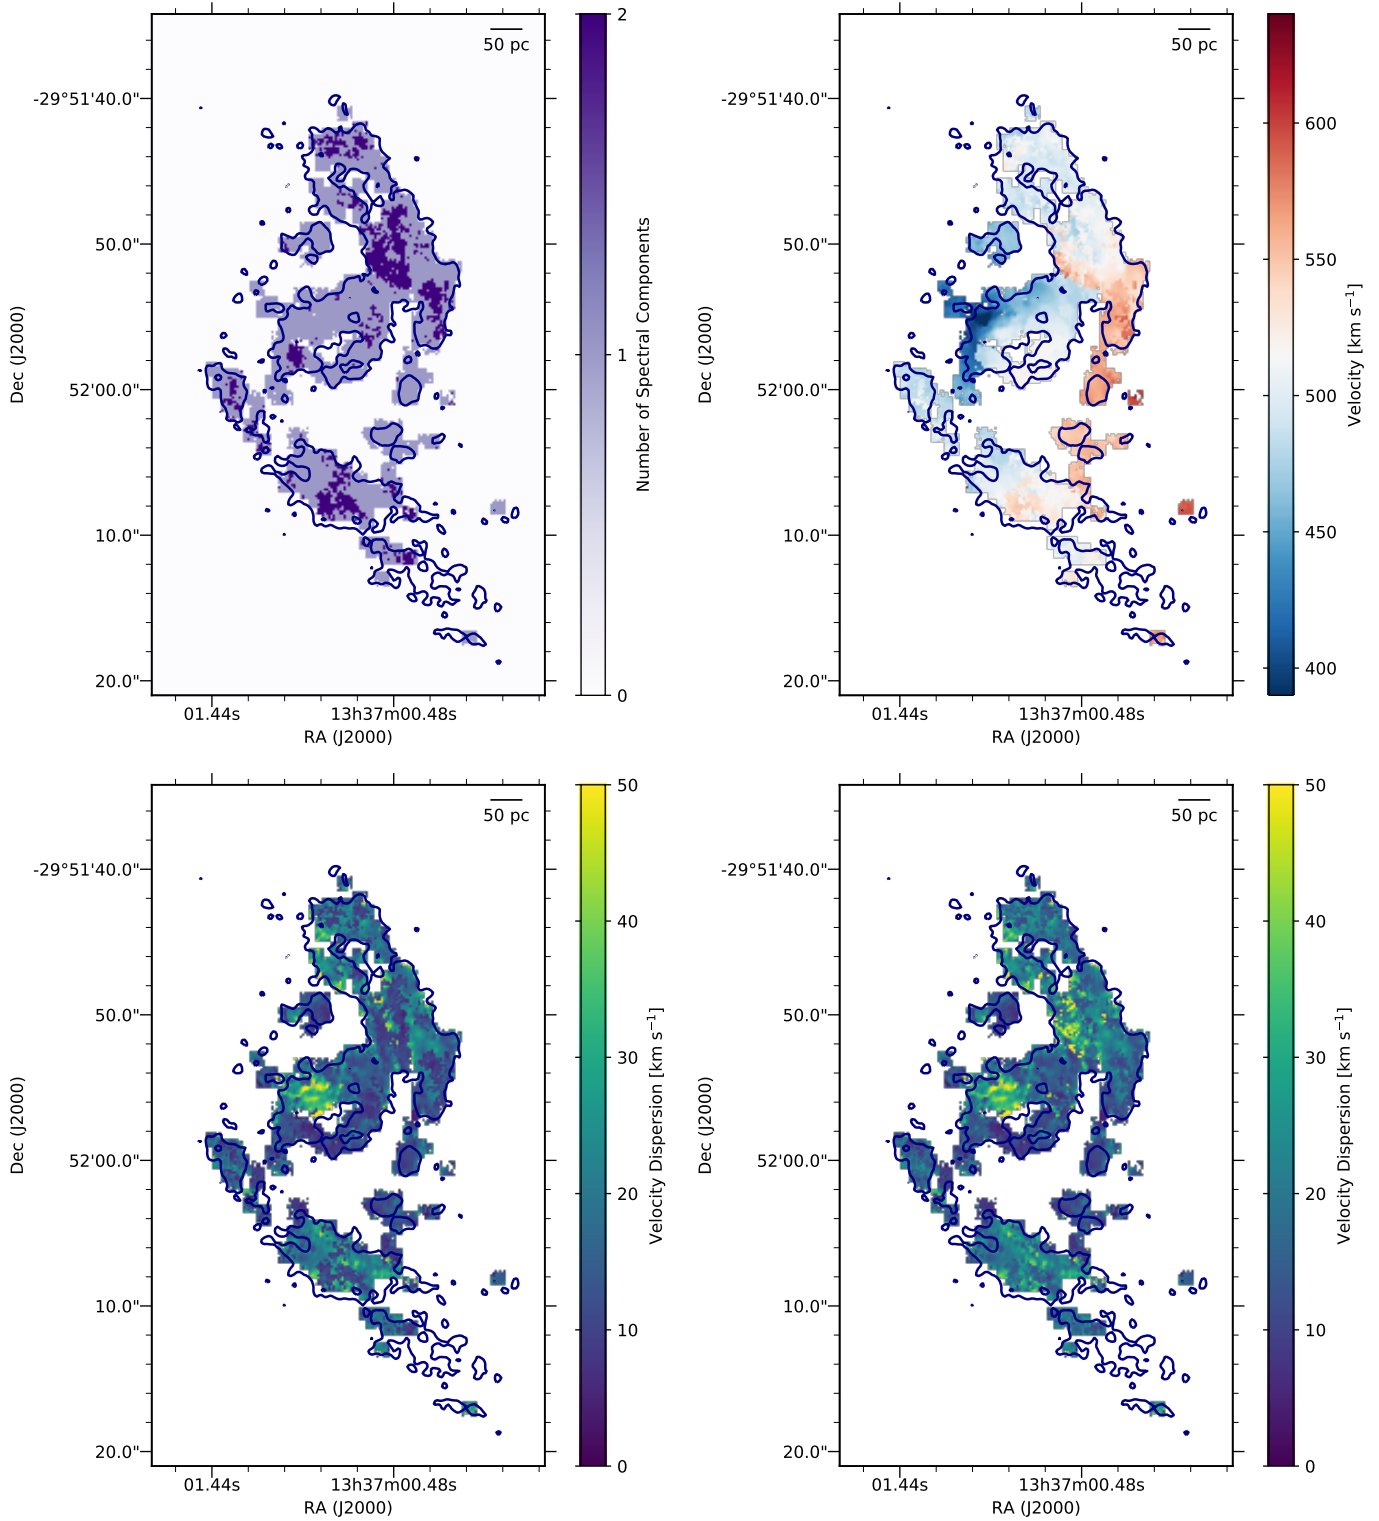 50 pc
-29°51'40.0"
50.0"
52'00.0"
10.0"
20.0"
Dec (J2000)
01.44s
13h37m00.48s
RA (J2000)
2
1
0
Number of Spectral Components
50 pc
-29°51'40.0"
50.0"
52'00.0"
10.0"
20.0"
Dec (J2000)
01.44s
13h37m00.48s
RA (J2000)
600
550
500
450
400
Velocity [km s⁻¹]
50 pc
-29°51'40.0"
50.0"
52'00.0"
10.0"
20.0"
Dec (J2000)
01.44s
13h37m00.48s
RA (J2000)
50
40
30
20
10
0
Velocity Dispersion [km s⁻¹]
50 pc
-29°51'40.0"
50.0"
52'00.0"
10.0"
20.0"
Dec (J2000)
01.44s
13h37m00.48s
RA (J2000)
50
40
30
20
10
0
Velocity Dispersion [km s⁻¹]